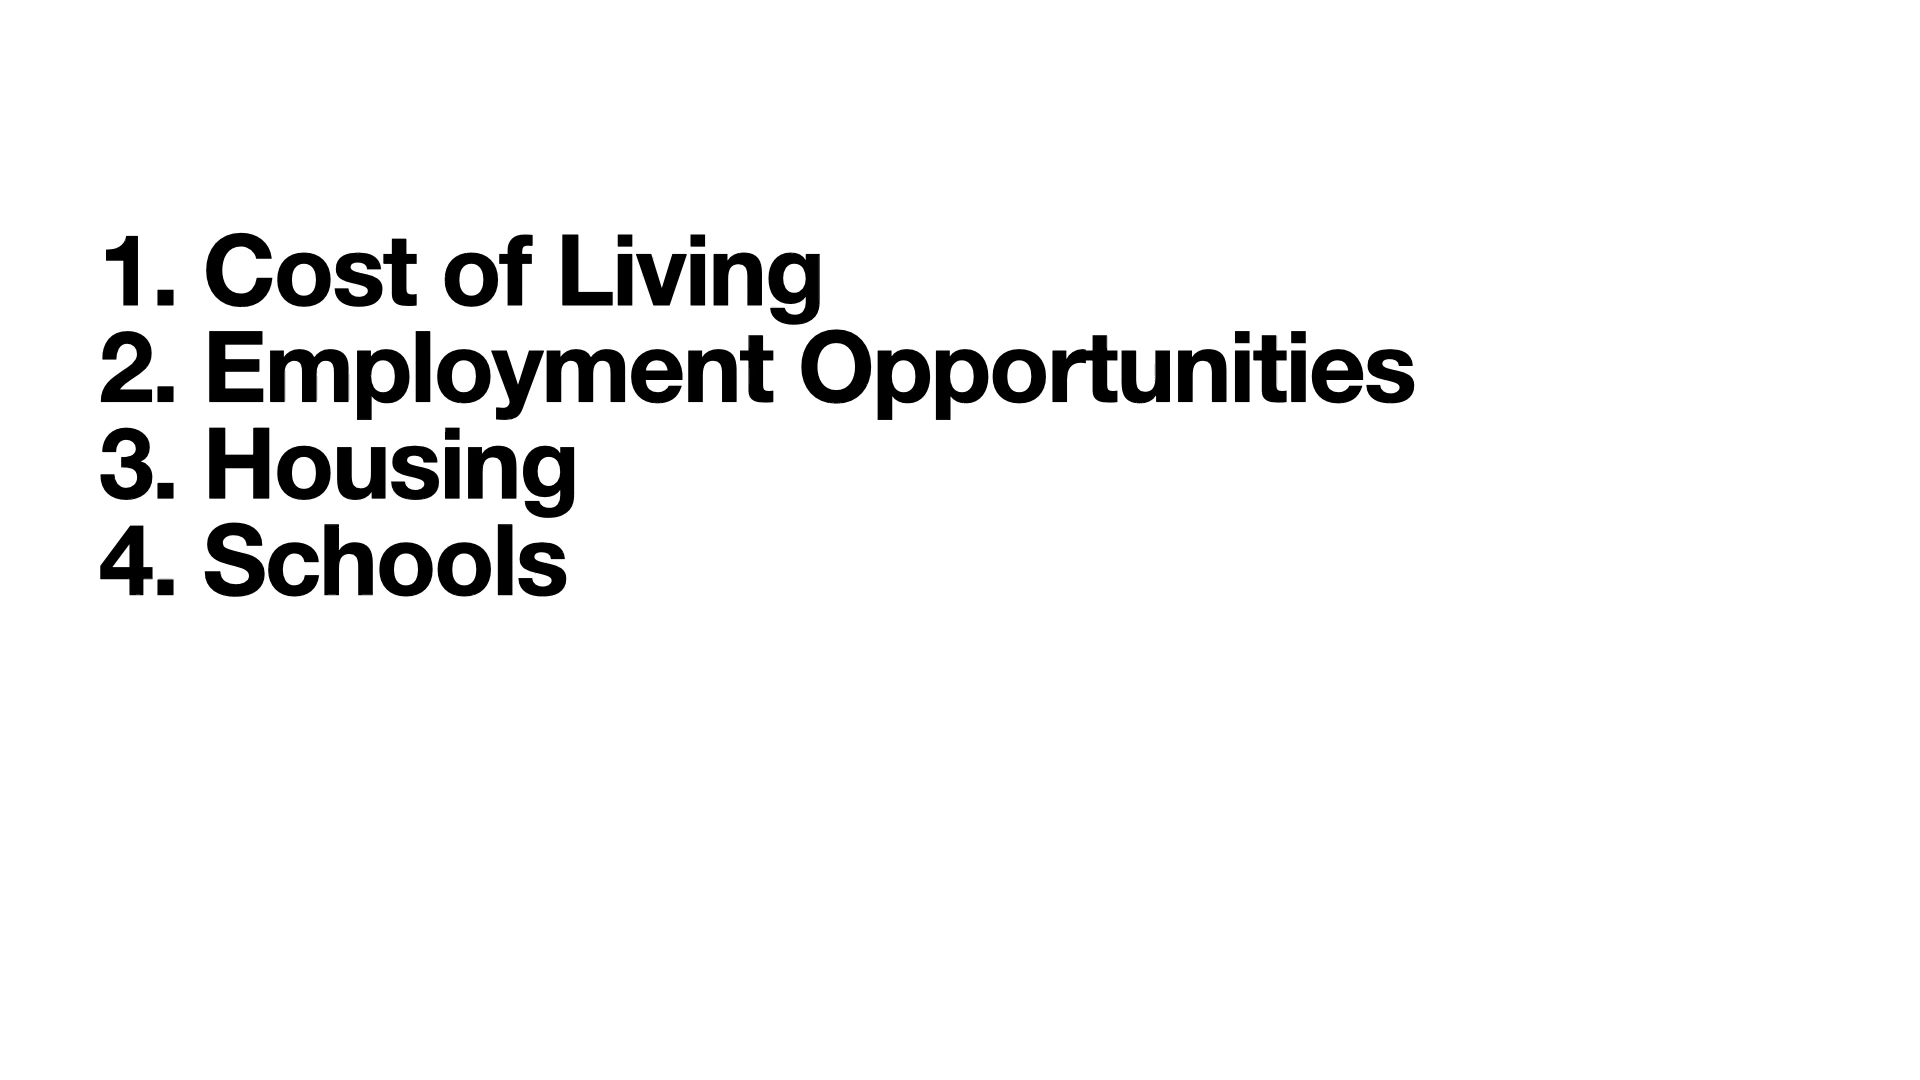 1. Cost of Living
2. Employment Opportunities
3. Housing
4. Schools